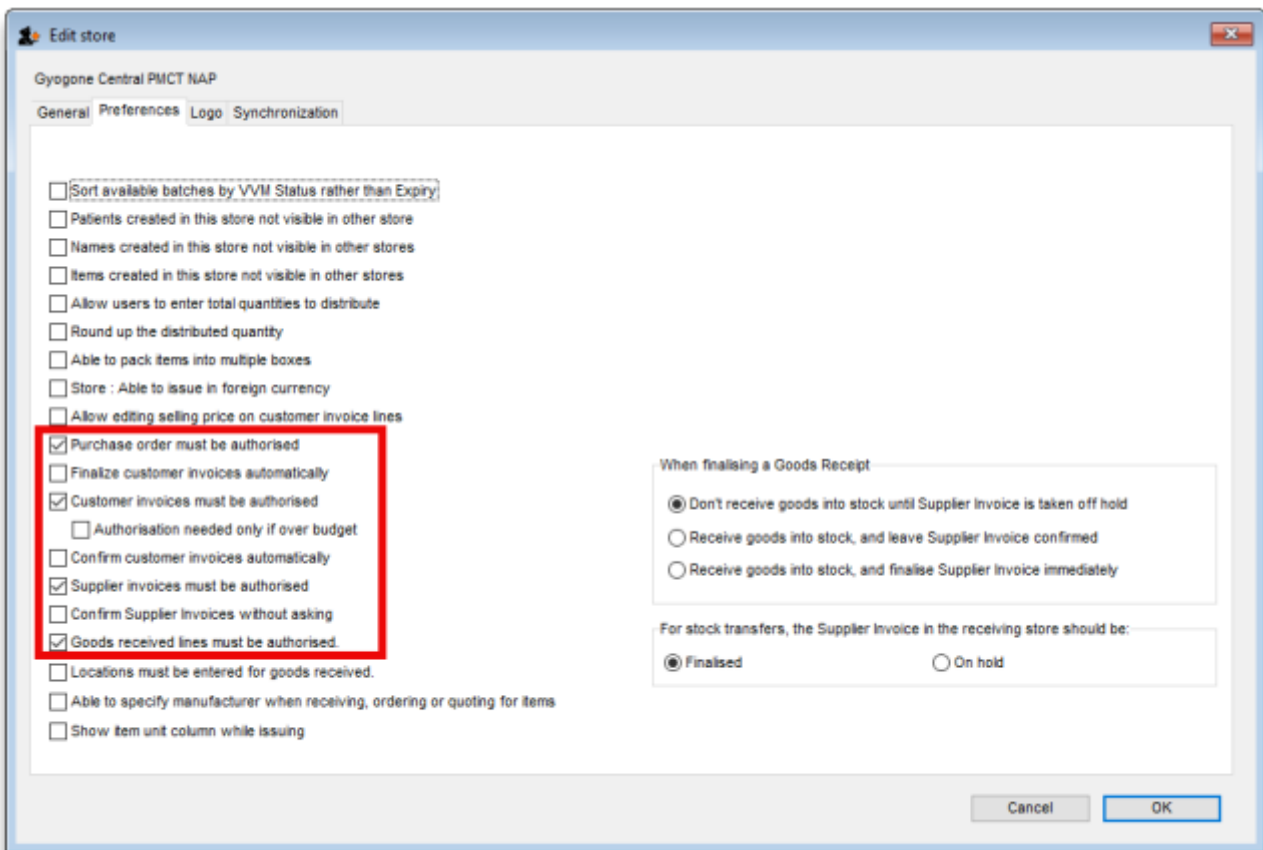 Edit store
Gyogone Central PMCT NAP
General Preferences Logo Synchronization
Sort available batches by VVM Status rather than Expiry
Patients created in this store not visible in other store
Names created in this store not visible in other stores
Items created in this store not visible in other stores
Allow users to enter total quantities to distribute
Round up the distributed quantity
Able to pack items into multiple boxes
Store : Able to issue in foreign currency
Allow editing selling price on customer invoice lines
Purchase order must be authorised
Finalize customer invoices automatically
Customer invoices must be authorised
Authorisation needed only if over budget
Confirm customer invoices automatically
Supplier invoices must be authorised
Confirm Supplier Invoices without asking
Goods received lines must be authorised.
Locations must be entered for goods received.
Able to specify manufacturer when receiving, ordering or quoting for items
Show item unit column while issuing
When finalising a Goods Receipt
Don't receive goods into stock until Supplier Invoice is taken off hold
Receive goods into stock, and leave Supplier Invoice confirmed
Receive goods into stock, and finalise Supplier Invoice immediately
For stock transfers, the Supplier Invoice in the receiving store should be:
Finalised On hold
Cancel OK